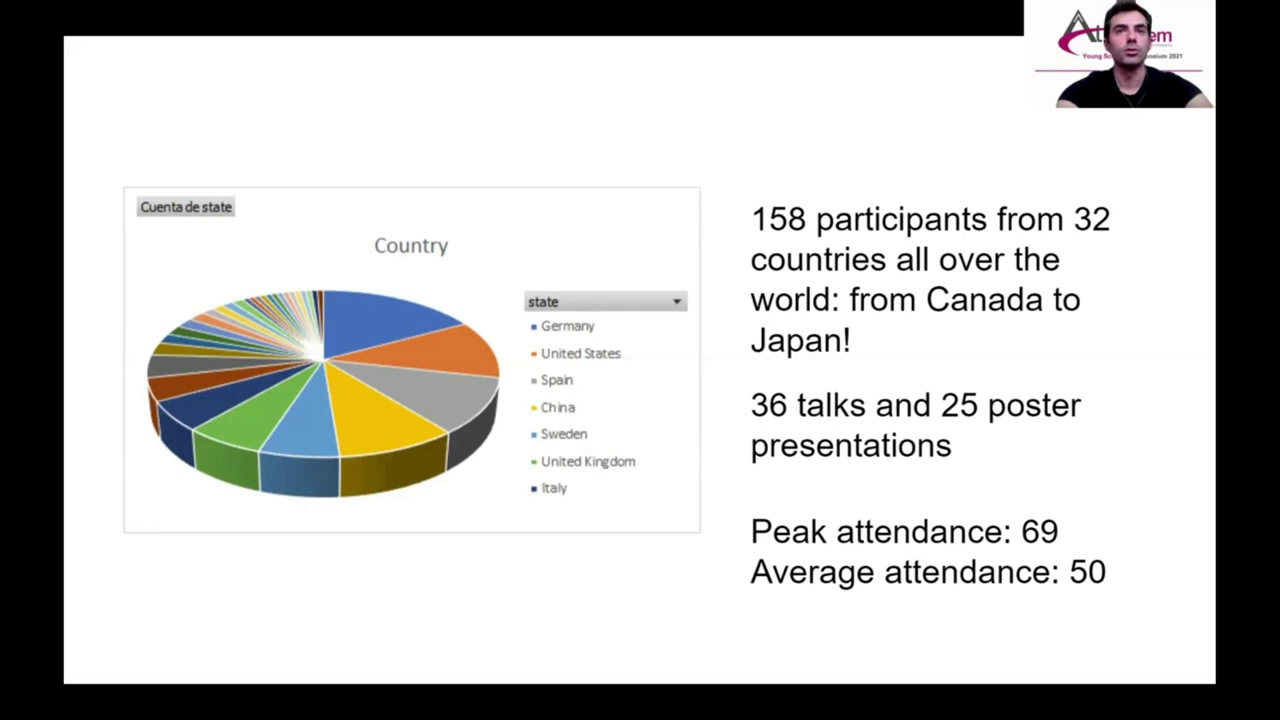 Young Symposium 2021
Cuenta de state
Country
state
Germany
United States
Spain
China
Sweden
United Kingdom
Italy
158 participants from 32
countries all over the
world: from Canada to
Japan!
36 talks and 25 poster
presentations
Peak attendance: 69
Average attendance: 50